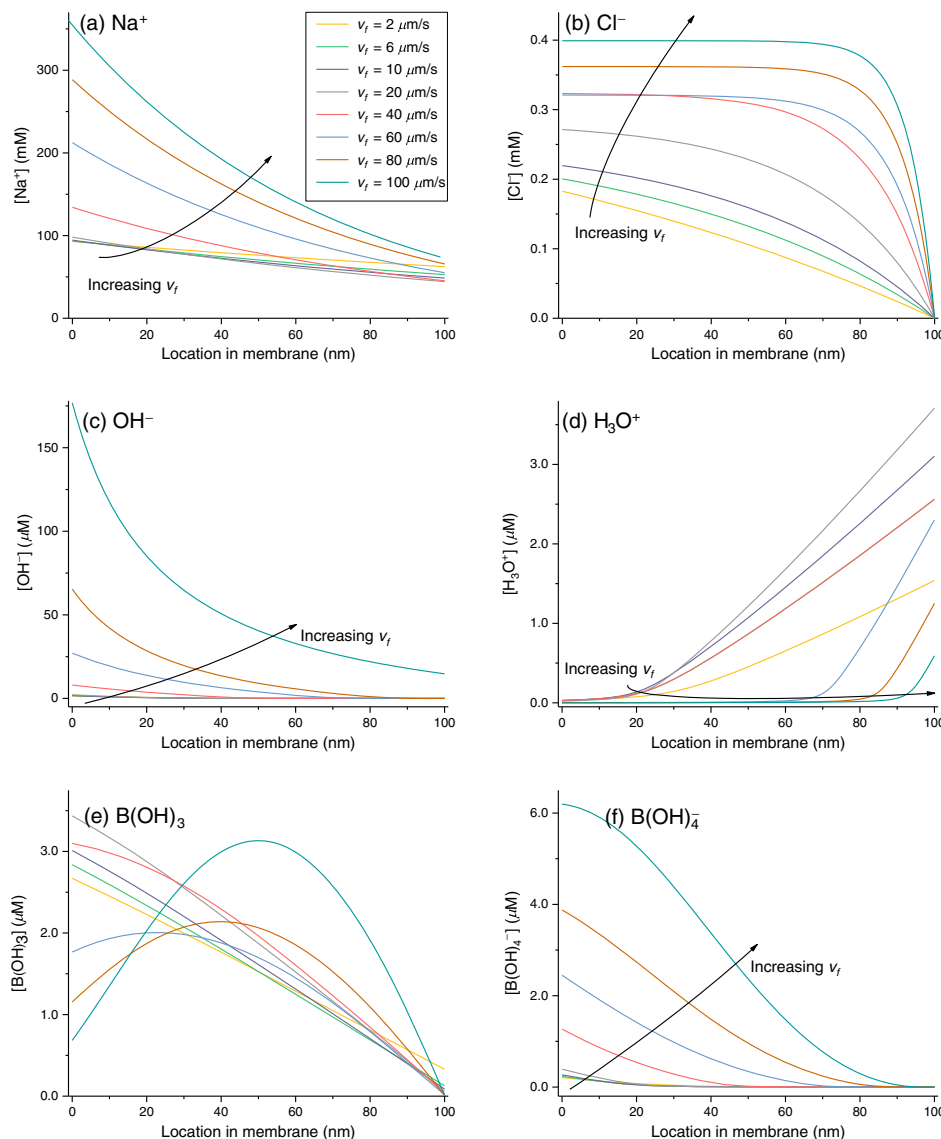 (a) Na⁺
[Na⁺] (mM)
300
200
100
0
0 20 40 60 80 100
Location in membrane (nm)
Increasing v_f
v_f = 2 μm/s
v_f = 6 μm/s
v_f = 10 μm/s
v_f = 20 μm/s
v_f = 40 μm/s
v_f = 60 μm/s
v_f = 80 μm/s
v_f = 100 μm/s
(b) Cl⁻
[Cl⁻] (mM)
0.4
0.3
0.2
0.1
0.0
0 20 40 60 80 100
Location in membrane (nm)
Increasing v_f
(c) OH⁻
[OH⁻] (μM)
150
100
50
0
0 20 40 60 80 100
Location in membrane (nm)
Increasing v_f
(d) H₃O⁺
[H₃O⁺] (μM)
3.0
2.0
1.0
0.0
0 20 40 60 80 100
Location in membrane (nm)
Increasing v_f
(e) B(OH)₃
[B(OH)₃] (μM)
3.0
2.0
1.0
0.0
0 20 40 60 80 100
Location in membrane (nm)
(f) B(OH)₄⁻
[B(OH)₄⁻] (μM)
6.0
4.0
2.0
0.0
0 20 40 60 80 100
Location in membrane (nm)
Increasing v_f